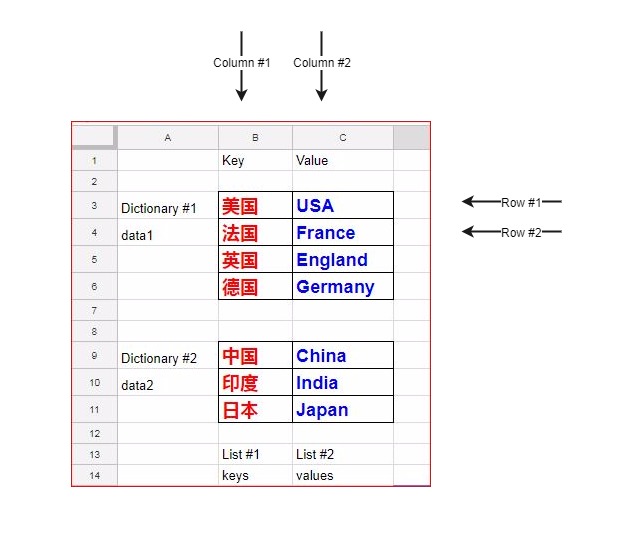 Column #1 Column #2
A B C
1 Key Value
2
3 Dictionary #1 美国 USA Row #1
4 data1 法国 France Row #2
5 英国 England
6 德国 Germany
7
8
9 Dictionary #2 中国 China
10 data2 印度 India
11 日本 Japan
12
13 List #1 List #2
14 keys values